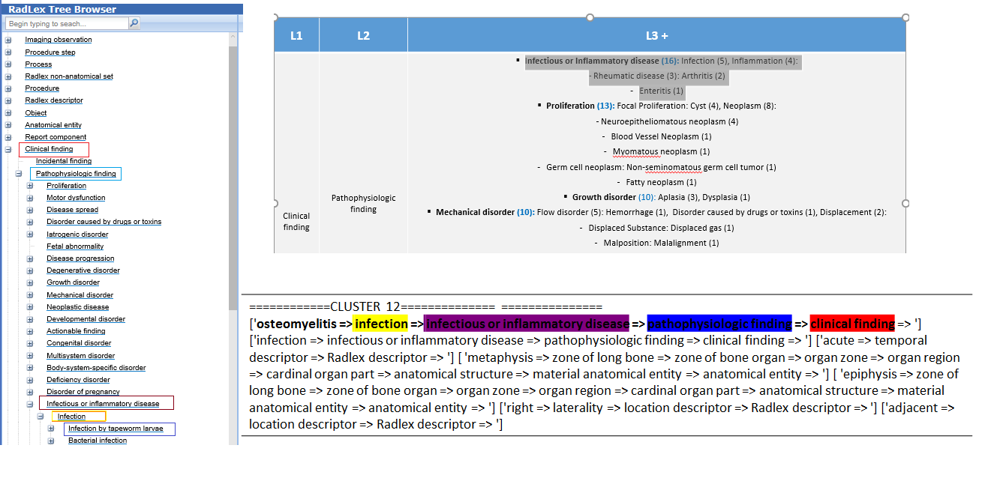 RadLex Tree Browser
Begin typing to seach...
Imaging observation
Procedure step
Process
Radlex non-anatomical set
Procedure
Radlex descriptor
Object
Anatomical entity
Report component
Clinical finding
Incidental finding
Pathophysiologic finding
Proliferation
Motor dysfunction
Disease spread
Disorder caused by drugs or toxins
Iatrogenic disorder
Fetal abnormality
Disease progression
Degenerative disorder
Growth disorder
Mechanical disorder
Neoplastic disease
Developmental disorder
Actionable finding
Congenital disorder
Multisystem disorder
Body-system-specific disorder
Deficiency disorder
Disorder of pregnancy
Infectious or inflammatory disease
Infection
Infection by tapeworm larvae
Bacterial infection
L1 L2 L3 +
▪ Infectious or Inflammatory disease (16): Infection (5), Inflammation (4):
- Rheumatic disease (3): Arthritis (2)
- Enteritis (1)
▪ Proliferation (13): Focal Proliferation: Cyst (4), Neoplasm (8):
- Neuroepitheliomatous neoplasm (4)
- Blood Vessel Neoplasm (1)
- Myomatous neoplasm (1)
- Germ cell neoplasm: Non-seminomatous germ cell tumor (1)
- Fatty neoplasm (1)
▪ Growth disorder (10): Aplasia (3), Dysplasia (1)
▪ Mechanical disorder (10): Flow disorder (5): Hemorrhage (1), Disorder caused by drugs or toxins (1), Displacement (2):
- Displaced Substance: Displaced gas (1)
- Malposition: Malalignment (1)
Clinical
finding
Pathophysiologic
finding
============CLUSTER 12============== ===============
['osteomyelitis => infection => infectious or inflammatory disease => pathophysiologic finding => clinical finding => ']
['infection => infectious or inflammatory disease => pathophysiologic finding => clinical finding => '] ['acute => temporal
descriptor => Radlex descriptor => '] [ 'metaphysis => zone of long bone => zone of bone organ => organ zone => organ region
=> cardinal organ part => anatomical structure => material anatomical entity => anatomical entity => '] [ 'epiphysis => zone of
long bone => zone of bone organ => organ zone => organ region => cardinal organ part => anatomical structure => material
anatomical entity => anatomical entity => '] ['right => laterality => location descriptor => Radlex descriptor => '] ['adjacent =>
location descriptor => Radlex descriptor => ']